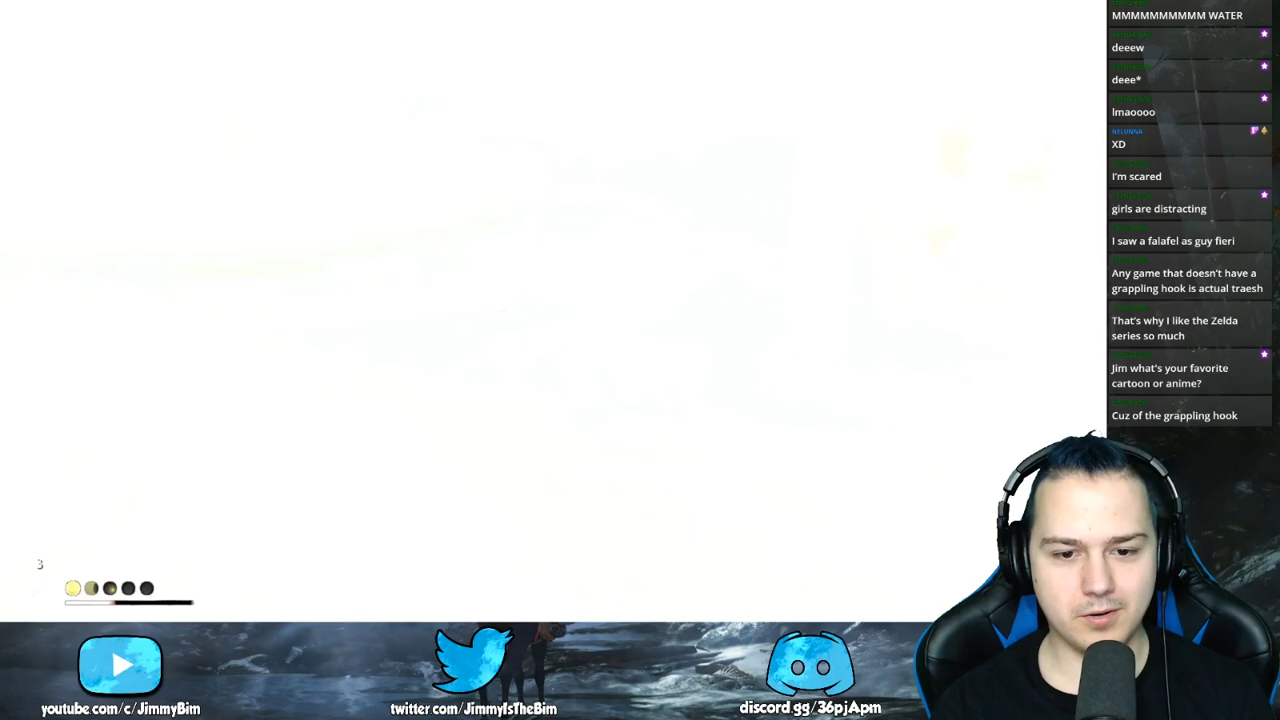 MMMMMMMMMM WATER
deeew
deee*
lmaoooo
NELUNNA
XD
I'm scared
girls are distracting
I saw a falafel as guy fieri
Any game that doesn't have a
grappling hook is actual traesh
That's why I like the Zelda
series so much
Jim what's your favorite
cartoon or anime?
Cuz of the grappling hook
3
youtube.com/c/JimmyBim
twitter.com/JimmyIsTheBim
discord.gg/36pjApm